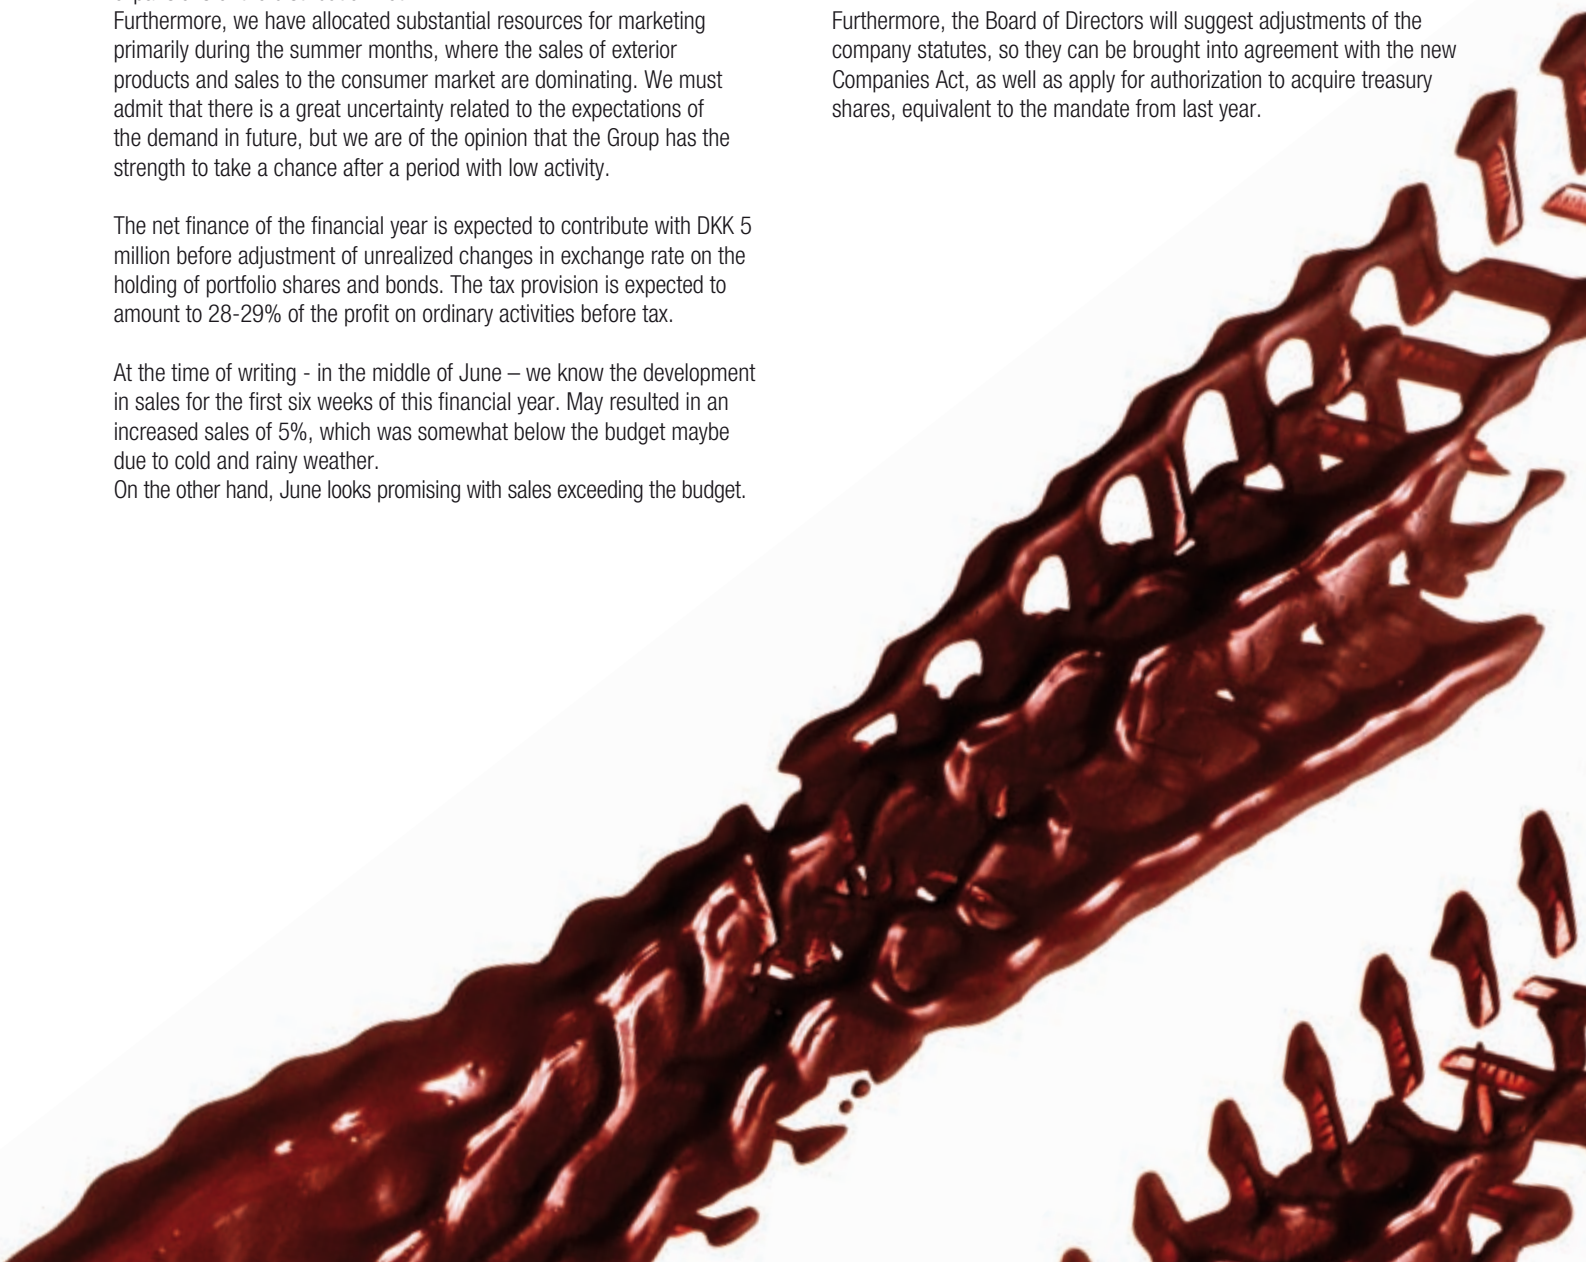 Furthermore, we have allocated substantial resources for marketing
primarily during the summer months, where the sales of exterior
products and sales to the consumer market are dominating. We must
admit that there is a great uncertainty related to the expectations of
the demand in future, but we are of the opinion that the Group has the
strength to take a chance after a period with low activity.
The net finance of the financial year is expected to contribute with DKK 5
million before adjustment of unrealized changes in exchange rate on the
holding of portfolio shares and bonds. The tax provision is expected to
amount to 28-29% of the profit on ordinary activities before tax.
At the time of writing - in the middle of June – we know the development
in sales for the first six weeks of this financial year. May resulted in an
increased sales of 5%, which was somewhat below the budget maybe
due to cold and rainy weather.
On the other hand, June looks promising with sales exceeding the budget.
Furthermore, the Board of Directors will suggest adjustments of the
company statutes, so they can be brought into agreement with the new
Companies Act, as well as apply for authorization to acquire treasury
shares, equivalent to the mandate from last year.